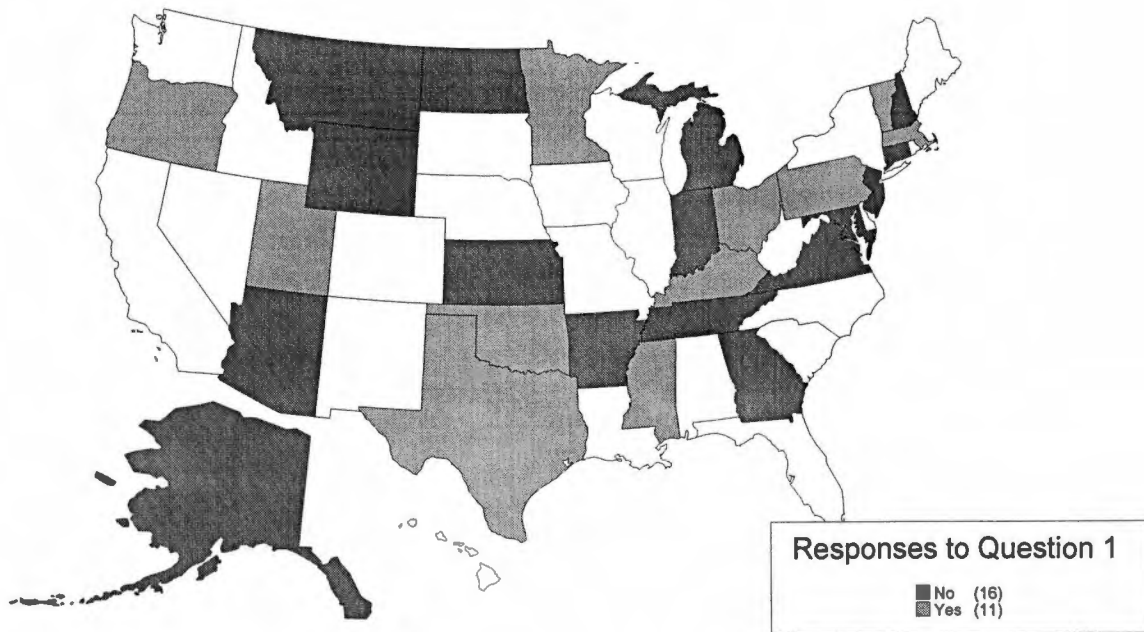 Responses to Question 1
No (16)
Yes (11)